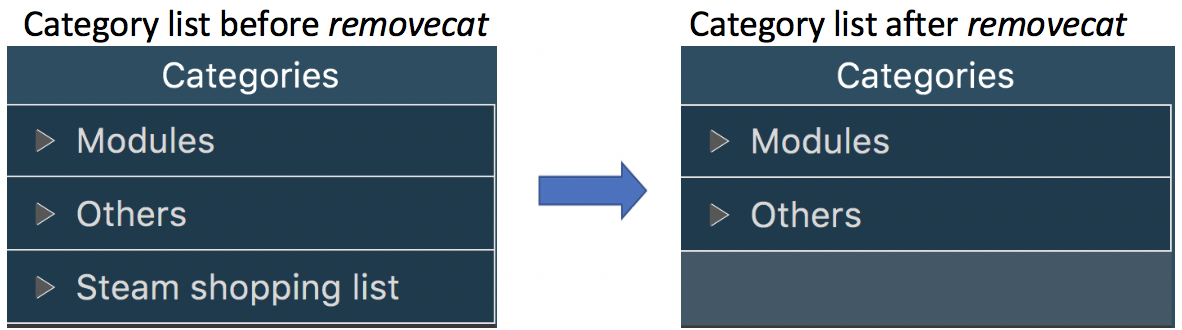 Category list before removecat
Categories
Modules
Others
Steam shopping list
Category list after removecat
Categories
Modules
Others